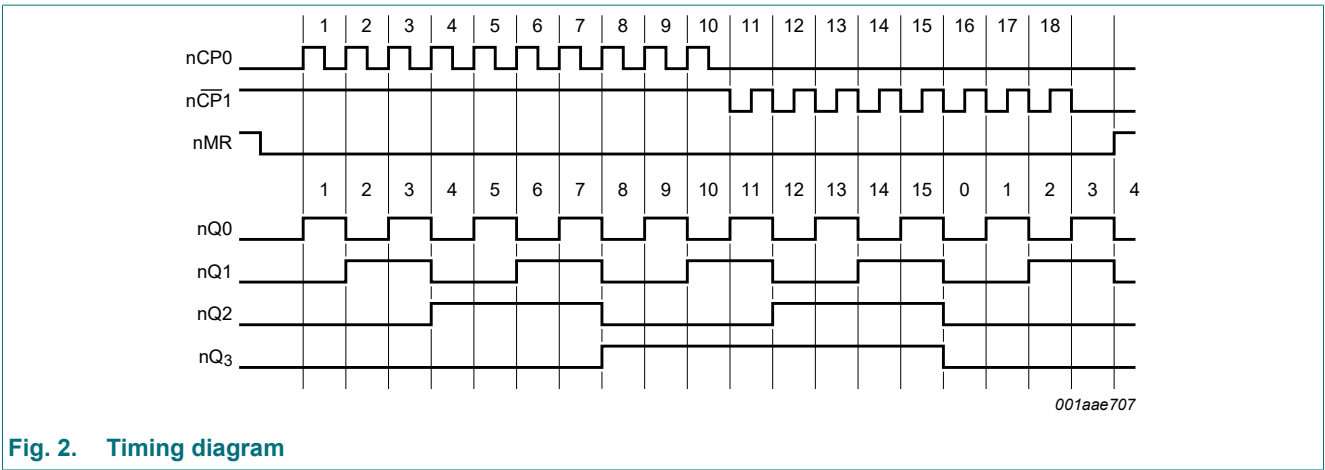 1 2 3 4 5 6 7 8 9 10 11 12 13 14 15 16 17 18
nCP0
nC̅P̅1
nMR
1 2 3 4 5 6 7 8 9 10 11 12 13 14 15 0 1 2 3 4
nQ0
nQ1
nQ2
nQ₃
001aae707
Fig. 2. Timing diagram